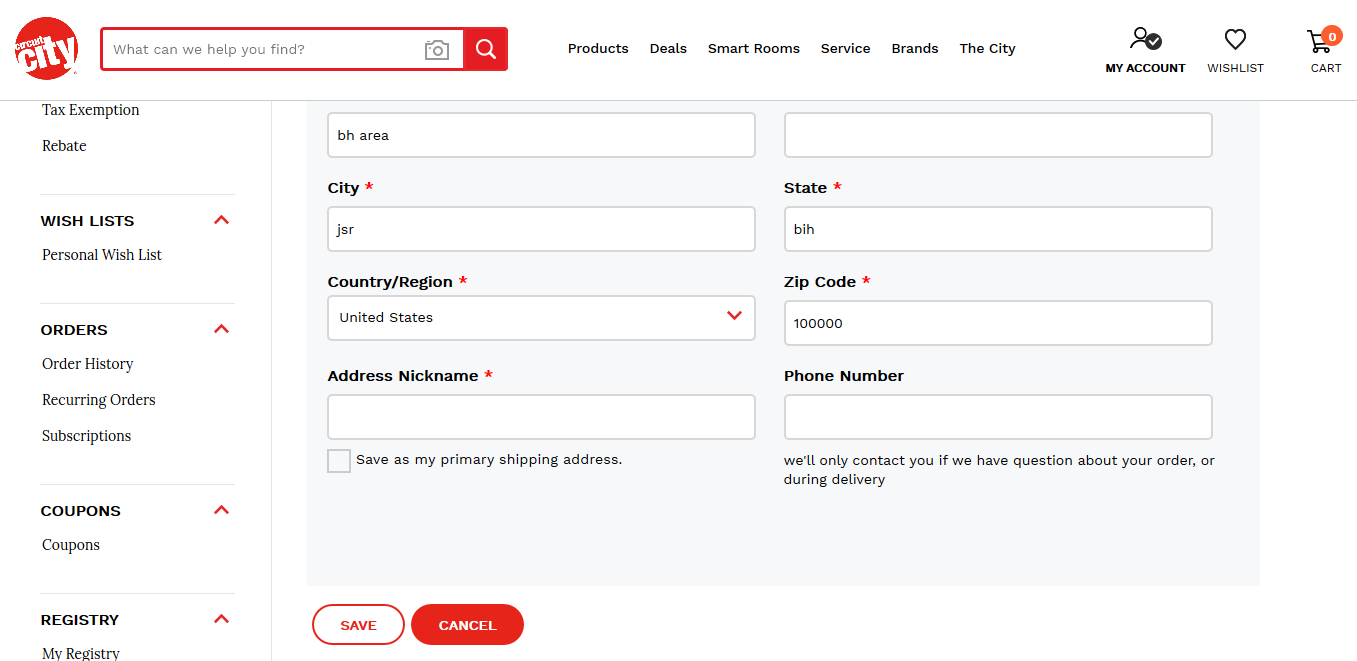 circuit
city
What can we help you find?
Products
Deals
Smart Rooms
Service
Brands
The City
MY ACCOUNT
WISHLIST
0
CART
Tax Exemption
Rebate
WISH LISTS
Personal Wish List
ORDERS
Order History
Recurring Orders
Subscriptions
COUPONS
Coupons
REGISTRY
My Registry
bh area
City *
State *
jsr
bih
Country/Region *
Zip Code *
United States
100000
Address Nickname *
Phone Number
Save as my primary shipping address.
we'll only contact you if we have question about your order, or
during delivery
SAVE
CANCEL